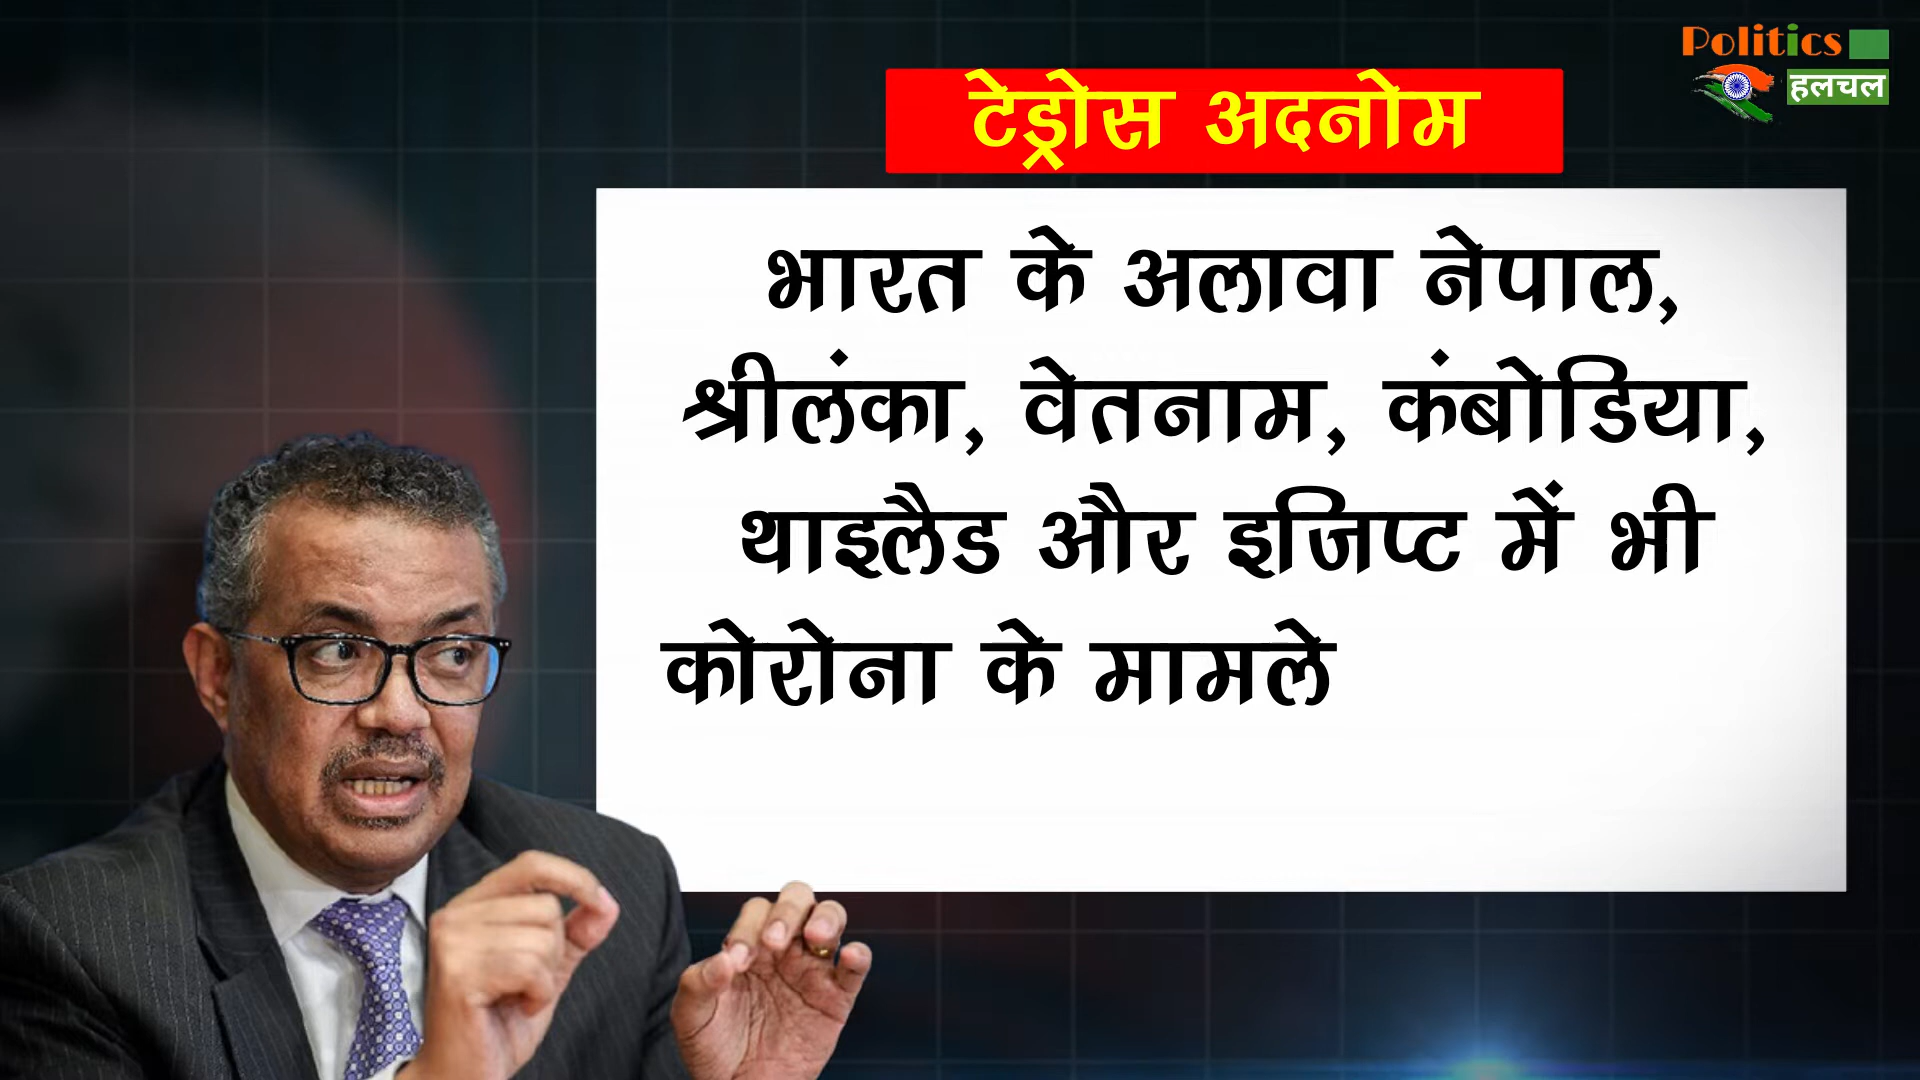 Politics
हलचल
टेड्रोस अदनोम
भारत के अलावा नेपाल,
श्रीलंका, वेतनाम, कंबोडिया,
थाइलैड और इजिप्ट में भी
कोरोना के मामले